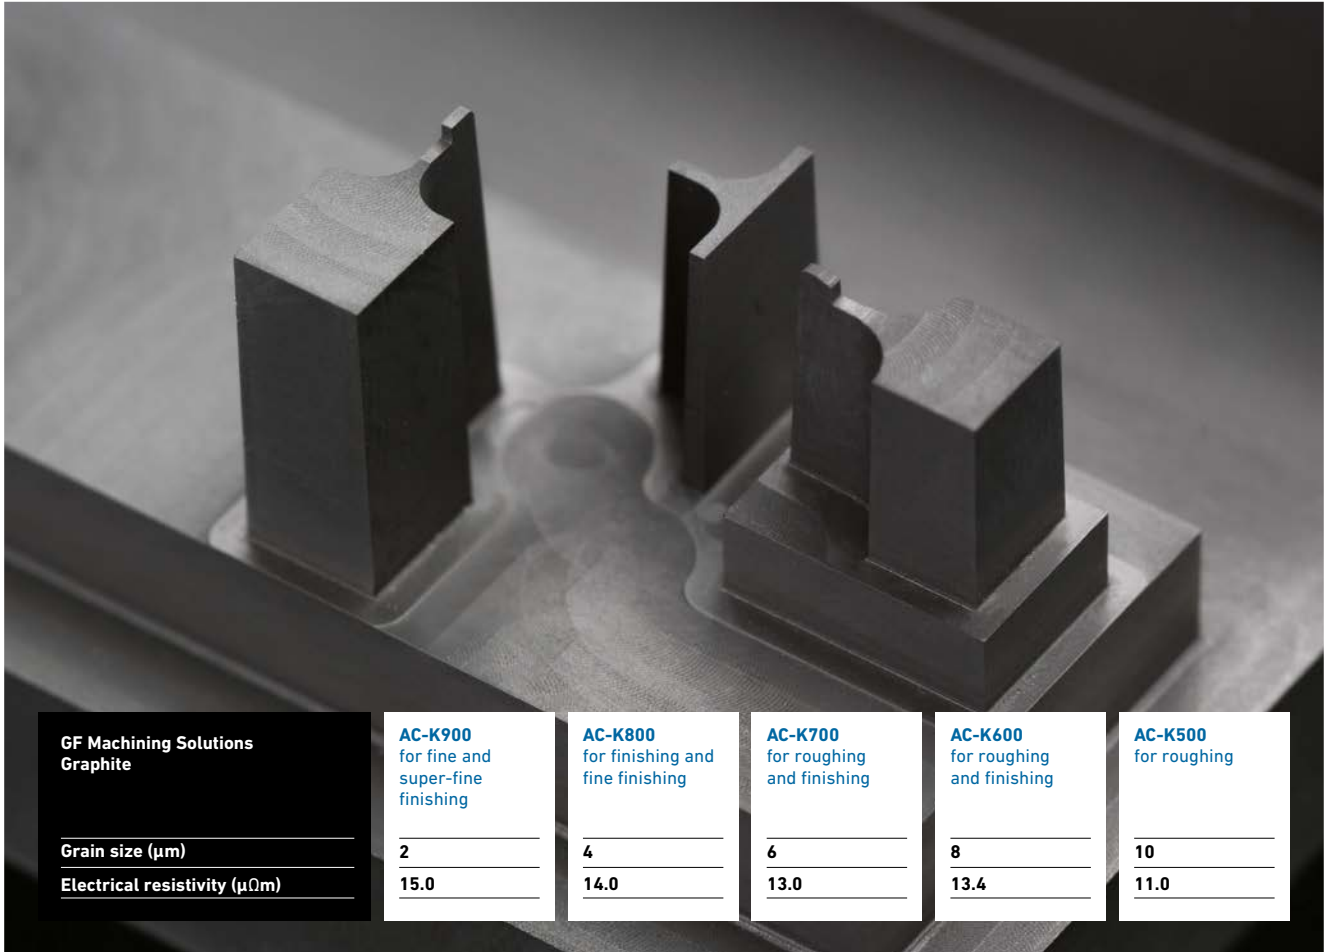 GF Machining Solutions
Graphite
AC-K900
for fine and
super-fine
finishing
AC-K800
for finishing and
fine finishing
AC-K700
for roughing
and finishing
AC-K600
for roughing
and finishing
AC-K500
for roughing
Grain size (µm) 2 4 6 8 10
Electrical resistivity (µΩm) 15.0 14.0 13.0 13.4 11.0